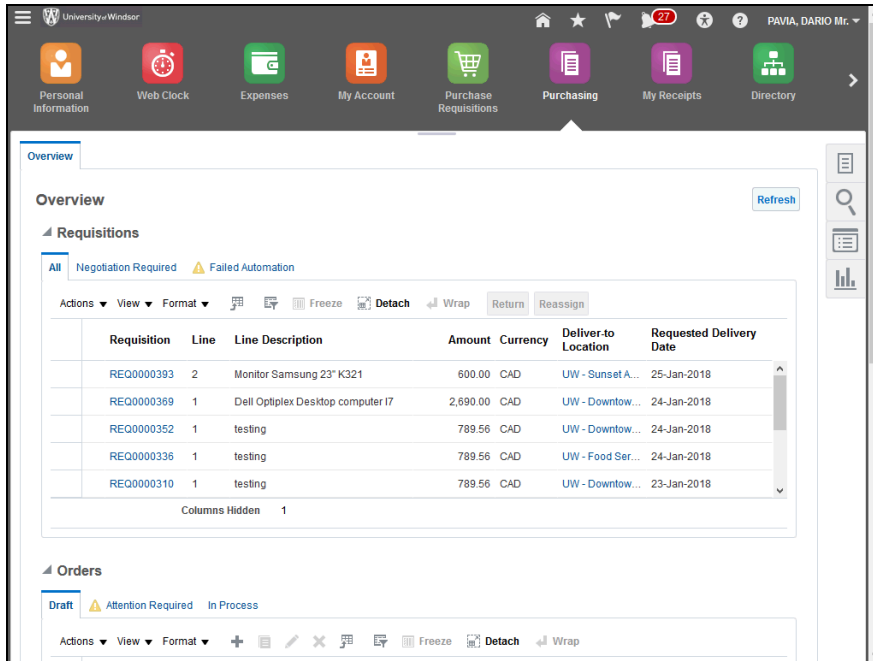 University of Windsor
27
?
PAVIA, DARIO Mr.
Personal Information
Web Clock
Expenses
My Account
Purchase Requisitions
Purchasing
My Receipts
Directory
Overview
Overview
Refresh
Requisitions
All Negotiation Required Failed Automation
Actions View Format Freeze Detach Wrap Return Reassign
Requisition Line Line Description Amount Currency Deliver-to Location Requested Delivery Date
REQ0000393 2 Monitor Samsung 23" K321 600.00 CAD UW - Sunset A... 25-Jan-2018
REQ0000369 1 Dell Optiplex Desktop computer I7 2,690.00 CAD UW - Downtow... 24-Jan-2018
REQ0000352 1 testing 789.56 CAD UW - Downtow... 24-Jan-2018
REQ0000336 1 testing 789.56 CAD UW - Food Ser... 24-Jan-2018
REQ0000310 1 testing 789.56 CAD UW - Downtow... 23-Jan-2018
Columns Hidden 1
Orders
Draft Attention Required In Process
Actions View Format Freeze Detach Wrap